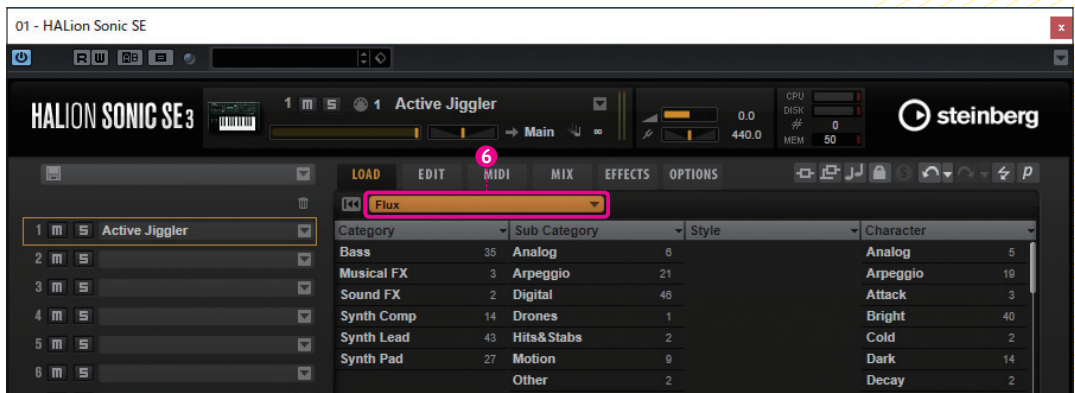 01 - HALion Sonic SE x
R W AB
HALION SONIC SE 3
1 m S 1 Active Jiggler
→ Main ∞
0.0
440.0
CPU
DISK
# 0
MEM 50
steinberg
6
LOAD EDIT MIDI MIX EFFECTS OPTIONS S P
Flux
1 m S Active Jiggler
2 m S
3 m S
4 m S
5 m S
6 m S
Category Sub Category Style Character
Bass 35 Analog 6 Analog 5
Musical FX 3 Arpeggio 21 Arpeggio 19
Sound FX 2 Digital 46 Attack 3
Synth Comp 14 Drones 1 Bright 40
Synth Lead 43 Hits&Stabs 2 Cold 2
Synth Pad 27 Motion 9 Dark 14
Other 2 Decay 2